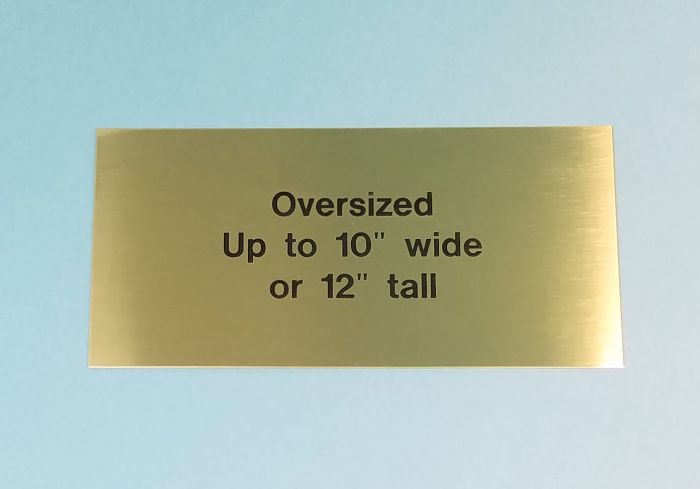 Oversized
Up to 10" wide
or 12" tall